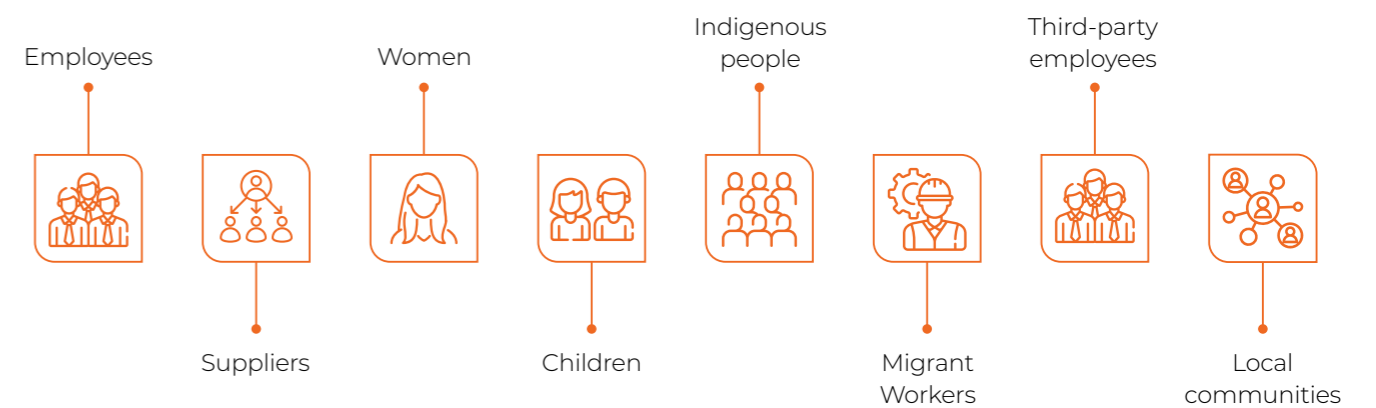 Employees
Suppliers
Women
Children
Indigenous
people
Migrant
Workers
Third-party
employees
Local
communities